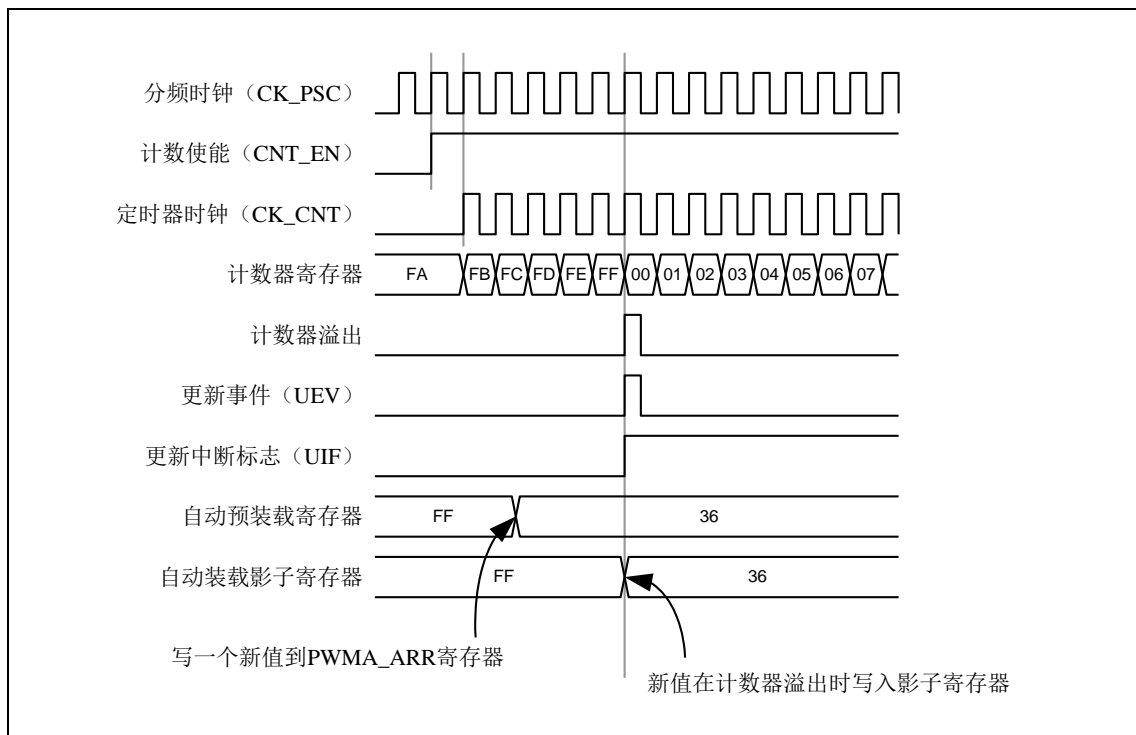 分频时钟（CK_PSC）
计数使能（CNT_EN）
定时器时钟（CK_CNT）
计数器寄存器 FA FB FC FD FE FF 00 01 02 03 04 05 06 07
计数器溢出
更新事件（UEV）
更新中断标志（UIF）
自动预装载寄存器 FF 36
自动装载影子寄存器 FF 36
写一个新值到PWMA_ARR寄存器
新值在计数器溢出时写入影子寄存器